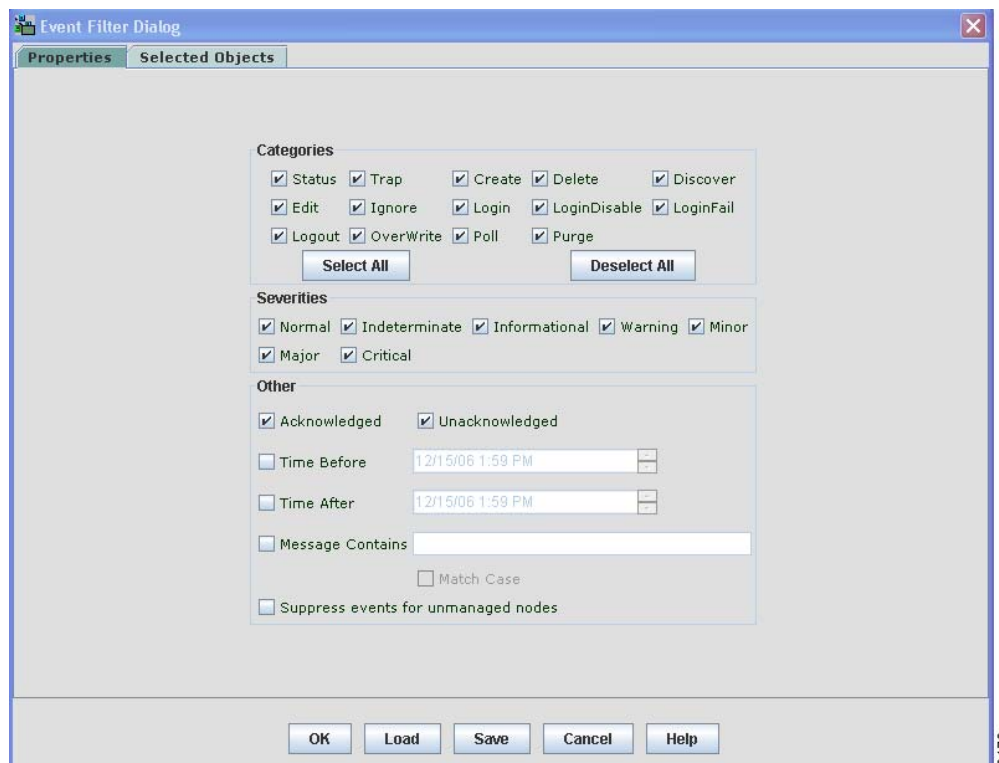 Event Filter Dialog
Properties Selected Objects
Categories
Status Trap Create Delete Discover
Edit Ignore Login LoginDisable LoginFail
Logout OverWrite Poll Purge
Select All Deselect All
Severities
Normal Indeterminate Informational Warning Minor
Major Critical
Other
Acknowledged Unacknowledged
Time Before 12/15/06 1:59 PM
Time After 12/15/06 1:59 PM
Message Contains
Match Case
Suppress events for unmanaged nodes
OK Load Save Cancel Help